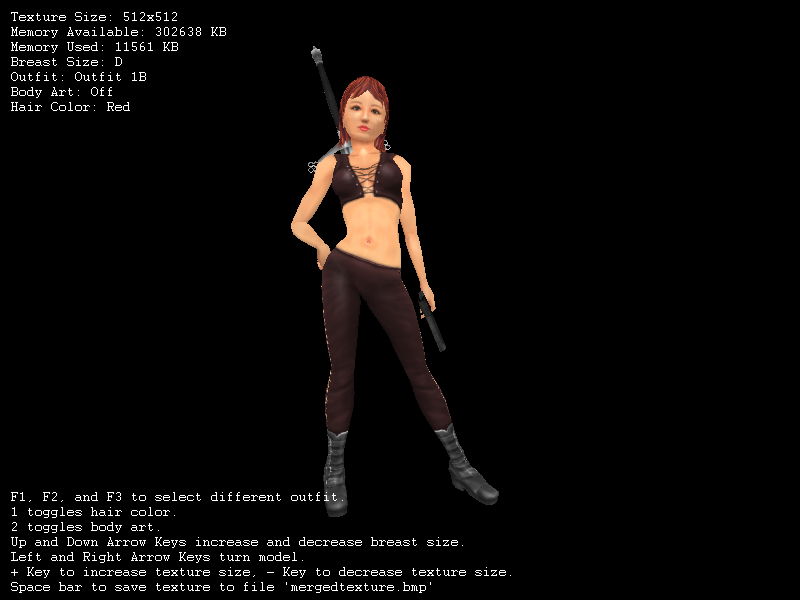 Texture Size: 512x512
Memory Available: 302638 KB
Memory Used: 11561 KB
Breast Size: D
Outfit: Outfit 1B
Body Art: Off
Hair Color: Red
F1, F2, and F3 to select different outfit.
1 toggles hair color.
2 toggles body art.
Up and Down Arrow Keys increase and decrease breast size.
Left and Right Arrow Keys turn model.
+ Key to increase texture size, - Key to decrease texture size.
Space bar to save texture to file 'mergedtexture.bmp'